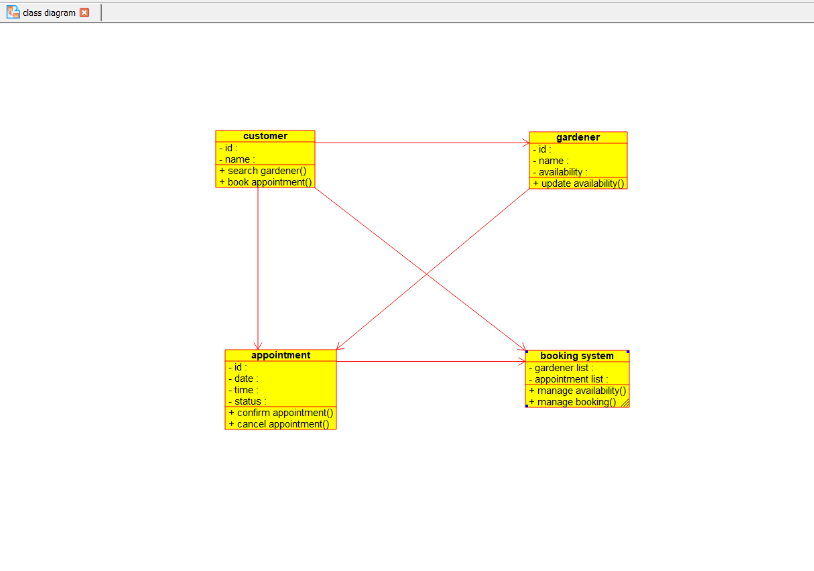 class diagram
customer
- id :
- name :
+ search gardener()
+ book appointment()
gardener
- id :
- name :
- availability :
+ update availability()
appointment
- id :
- date :
- time :
- status :
+ confirm appointment()
+ cancel appointment()
booking system
- gardener list :
- appointment list :
+ manage availability()
+ manage booking()